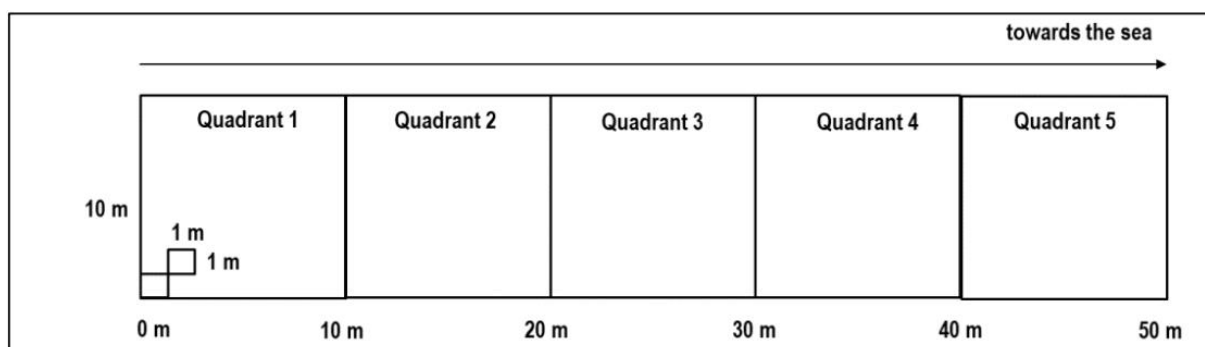 towards the sea
Quadrant 1 Quadrant 2 Quadrant 3 Quadrant 4 Quadrant 5
10 m
1 m
1 m
0 m 10 m 20 m 30 m 40 m 50 m